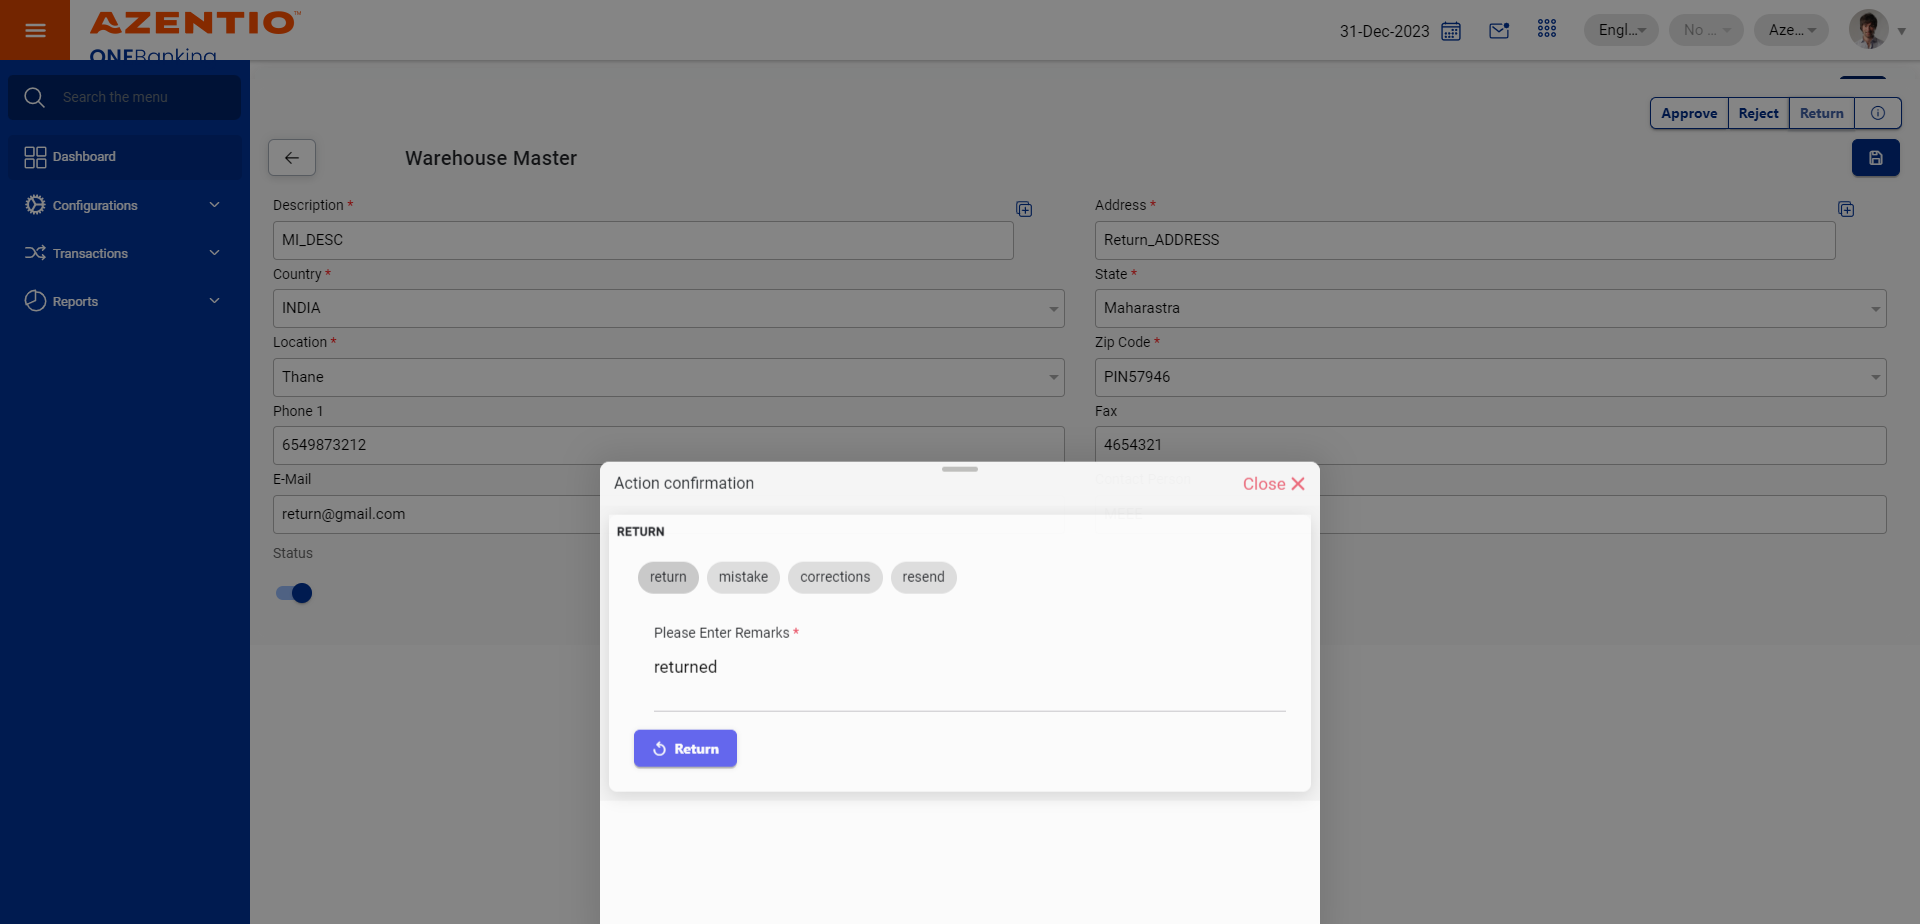 AZENTIO™
ONEBanking
31-Dec-2023
Engl...
No ...
Aze...
Search the menu
Dashboard
Configurations
Transactions
Reports
Approve
Reject
Return
Warehouse Master
Description *
MI_DESC
Address *
Return_ADDRESS
Country *
INDIA
State *
Maharastra
Location *
Thane
Zip Code *
PIN57946
Phone 1
6549873212
Fax
4654321
E-Mail
return@gmail.com
Status
Action confirmation
Close
RETURN
return
mistake
corrections
resend
Please Enter Remarks *
returned
Return